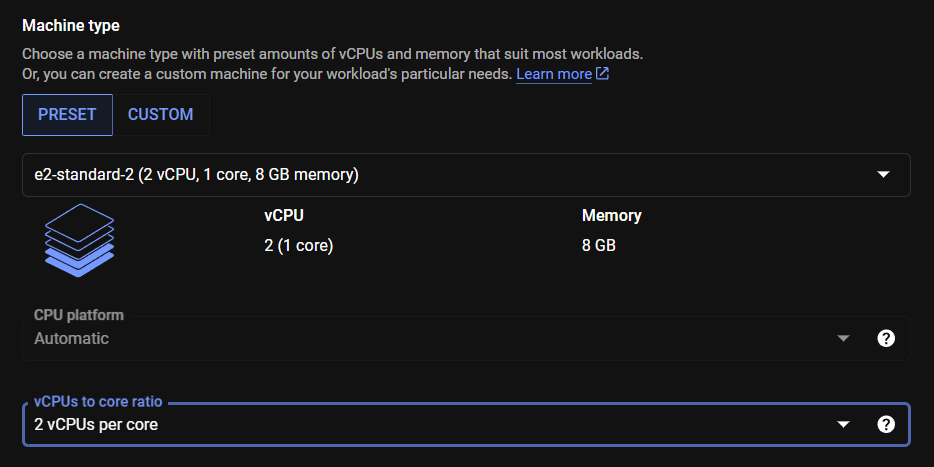 Machine type
Choose a machine type with preset amounts of vCPUs and memory that suit most workloads.
Or, you can create a custom machine for your workload's particular needs. Learn more
PRESET CUSTOM
e2-standard-2 (2 vCPU, 1 core, 8 GB memory)
vCPU Memory
2 (1 core) 8 GB
CPU platform
Automatic
vCPUs to core ratio
2 vCPUs per core